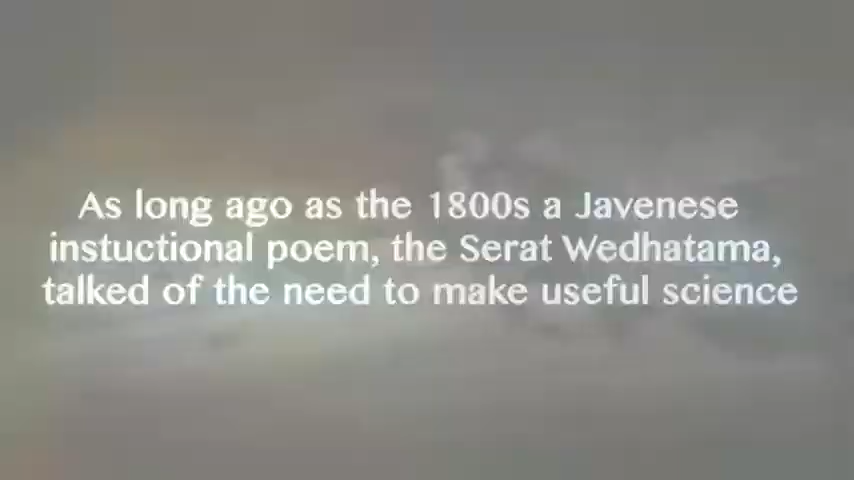 As long ago as the 1800s a Javenese
instuctional poem, the Serat Wedhatama,
talked of the need to make useful science